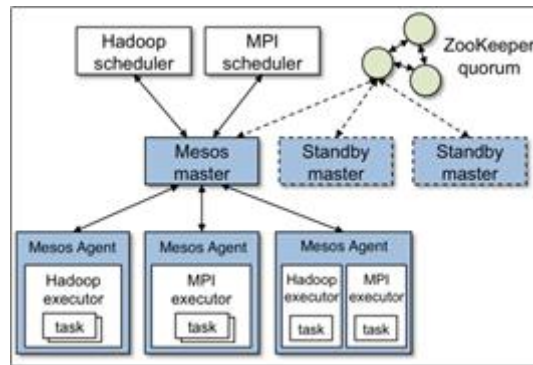 Hadoop
scheduler
MPI
scheduler
ZooKeeper
quorum
Mesos
master
Standby
master
Standby
master
Mesos Agent
Hadoop
executor
task
Mesos Agent
MPI
executor
task
Mesos Agent
Hadoop
executor
task
MPI
executor
task